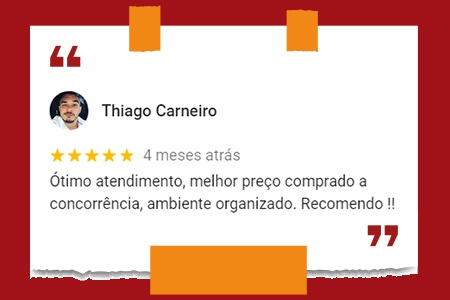 Thiago Carneiro
4 meses atrás
Ótimo atendimento, melhor preço comprado a
concorrência, ambiente organizado. Recomendo !!